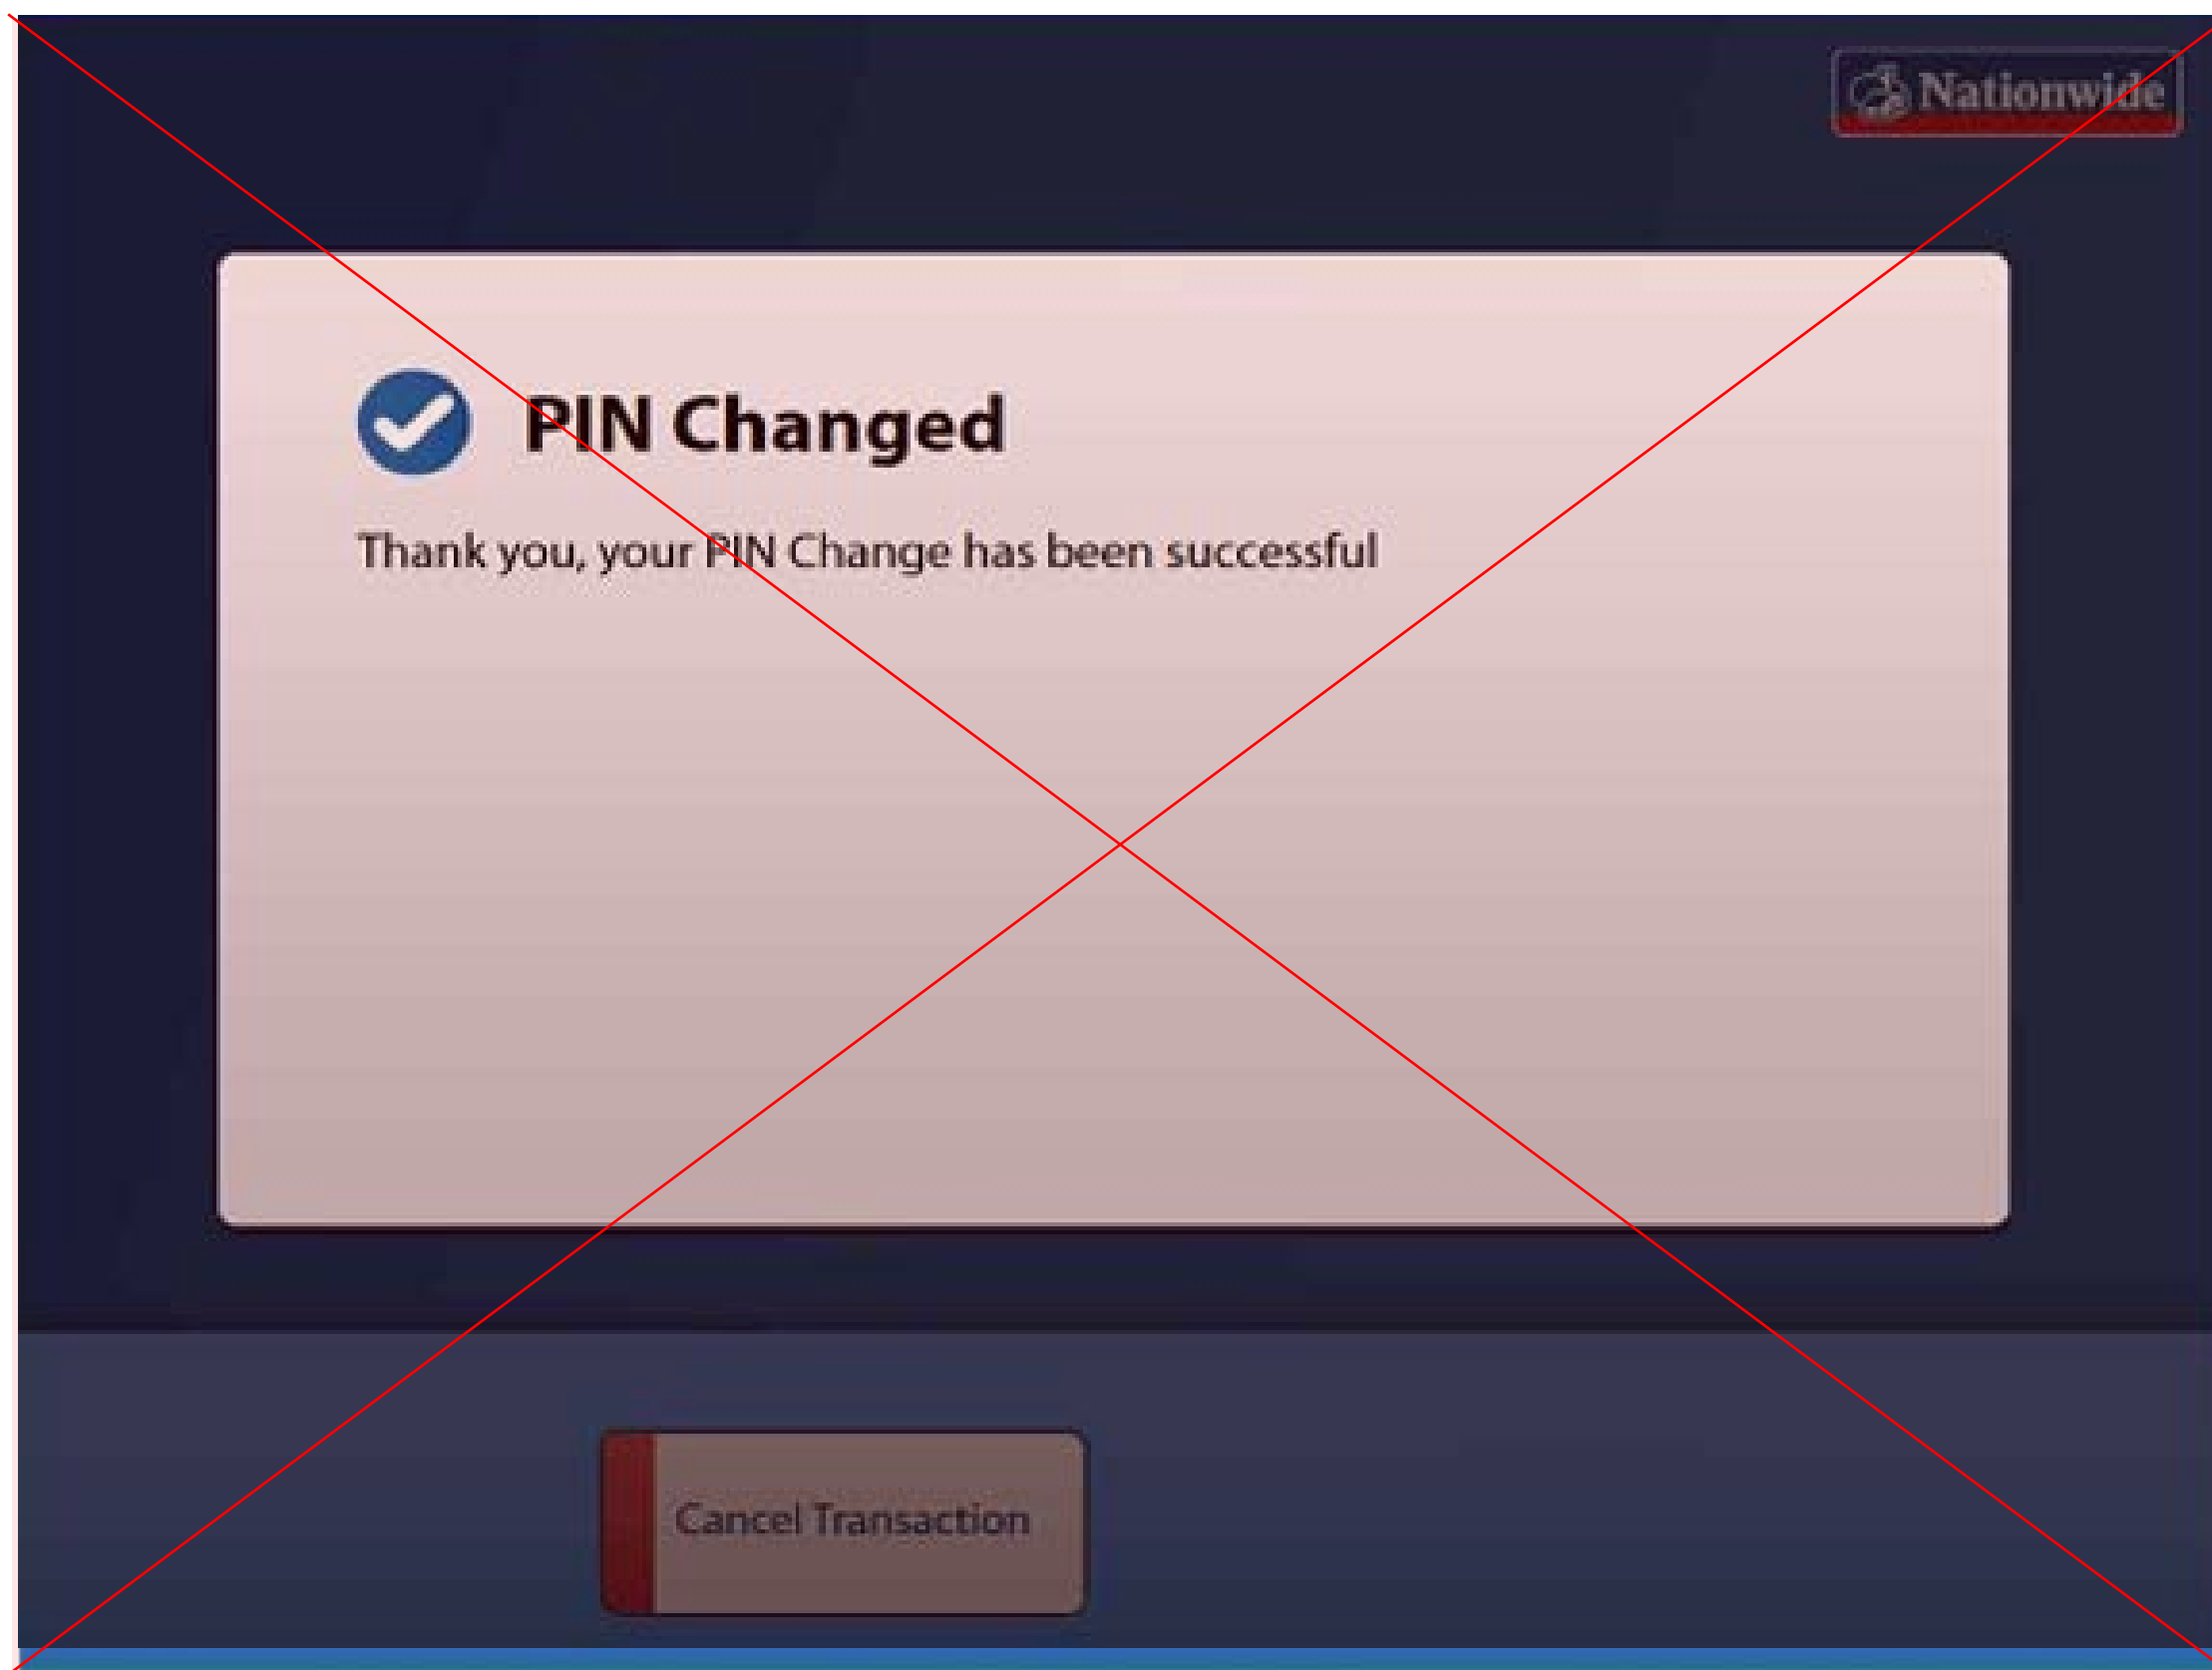 Nationwide
PIN Changed
Thank you, your PIN Change has been successful
Cancel Transaction